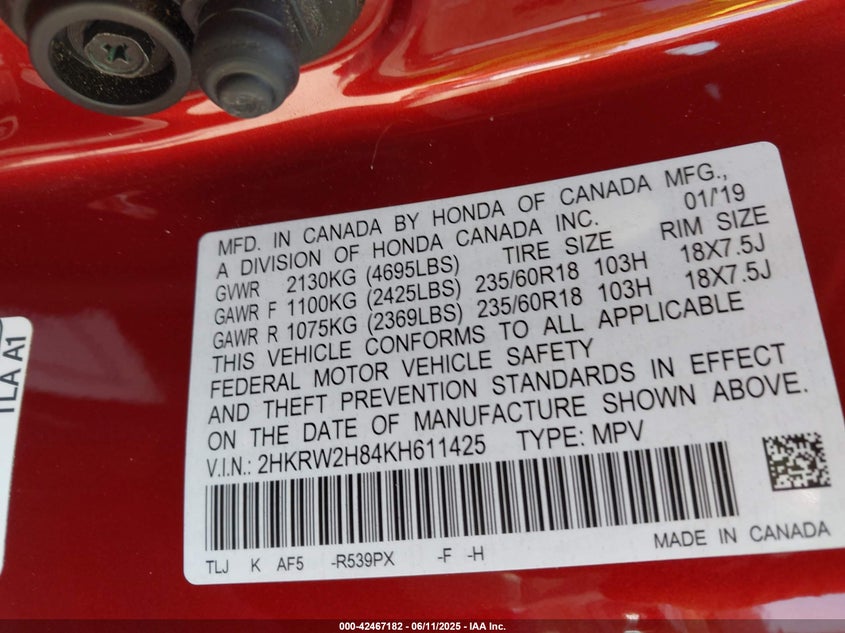 MFD. IN CANADA BY HONDA OF CANADA MFG.,
A DIVISION OF HONDA CANADA INC. 01/'19
GVWR 2130KG (4695LBS) TIRE SIZE RIM SIZE
GAWR F 1100KG (2425LBS) 235/60R18 103H 18X7.5J
GAWR R 1075KG (2369LBS) 235/60R18 103H 18X7.5J
THIS VEHICLE CONFORMS TO ALL APPLICABLE
FEDERAL MOTOR VEHICLE SAFETY
AND THEFT PREVENTION STANDARDS IN EFFECT
ON THE DATE OF MANUFACTURE SHOWN ABOVE.
V.I.N.: 2HKRW2H84KH611425 TYPE: MPV
TLJ K AF5 -R539PX -F -H MADE IN CANADA
TLA A1
000-42467182 - 06/11/2025 - IAA Inc.